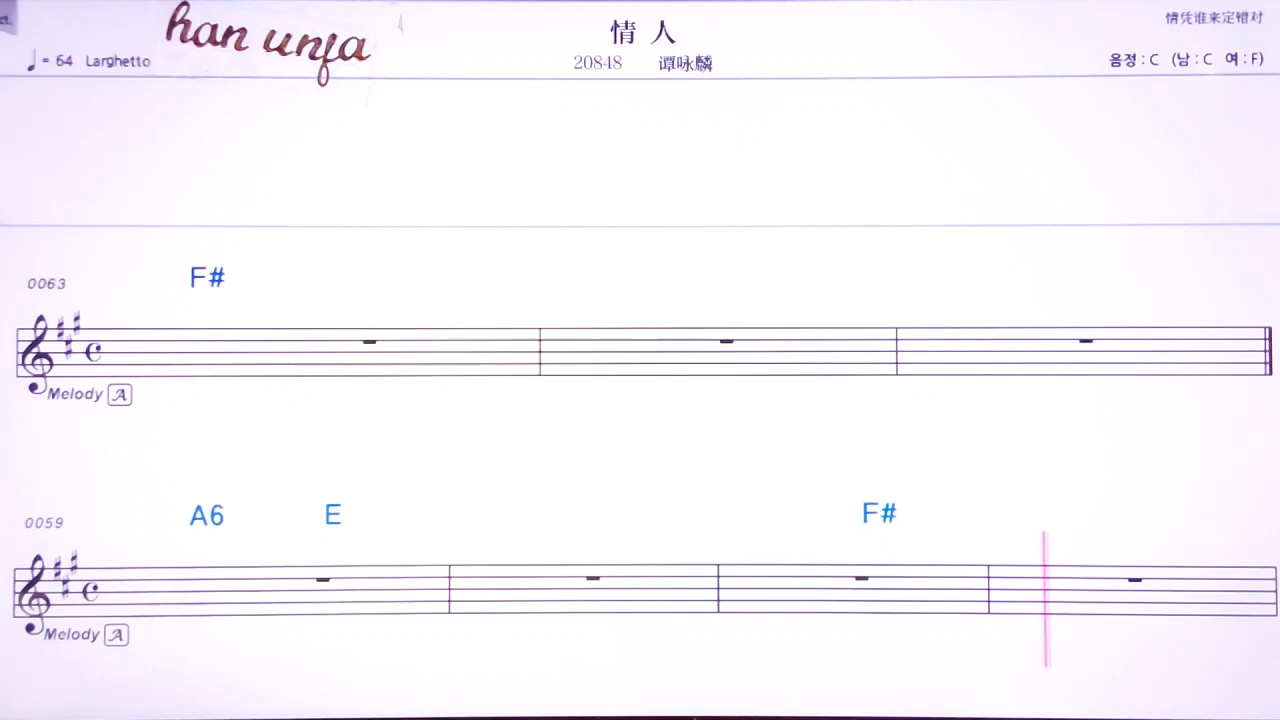 han unfa
情人
情凭谁来定错对
♩= 64 Larghetto
20848 谭咏麟
음정 : C (남 : C 여 : F)
0063
F#
Melody A
0059
A6 E F#
Melody A